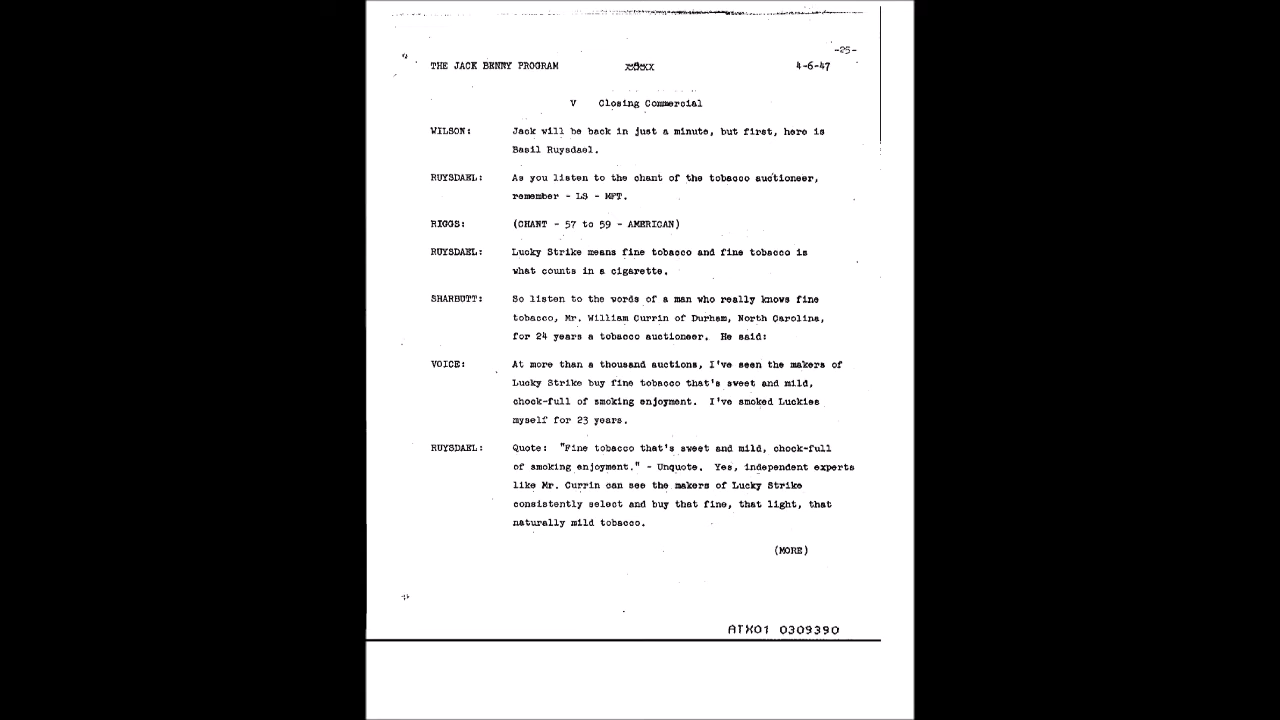 -25-
THE JACK BENNY PROGRAM 4-6-47
V Closing Commercial
WILSON: Jack will be back in just a minute, but first, here is
Basil Ruysdael.
RUYSDAEL: As you listen to the chant of the tobacco auctioneer,
remember - LS - MFT.
RIGGS: (CHANT - 57 to 59 - AMERICAN)
RUYSDAEL: Lucky Strike means fine tobacco and fine tobacco is
what counts in a cigarette.
SHARBUTT: So listen to the words of a man who really knows fine
tobacco, Mr. William Currin of Durham, North Carolina,
for 24 years a tobacco auctioneer. He said:
VOICE: At more than a thousand auctions, I've seen the makers of
Lucky Strike buy fine tobacco that's sweet and mild,
chock-full of smoking enjoyment. I've smoked Luckies
myself for 23 years.
RUYSDAEL: Quote: "Fine tobacco that's sweet and mild, chock-full
of smoking enjoyment." - Unquote. Yes, independent experts
like Mr. Currin can see the makers of Lucky Strike
consistently select and buy that fine, that light, that
naturally mild tobacco.
(MORE)
ATX01 0309390